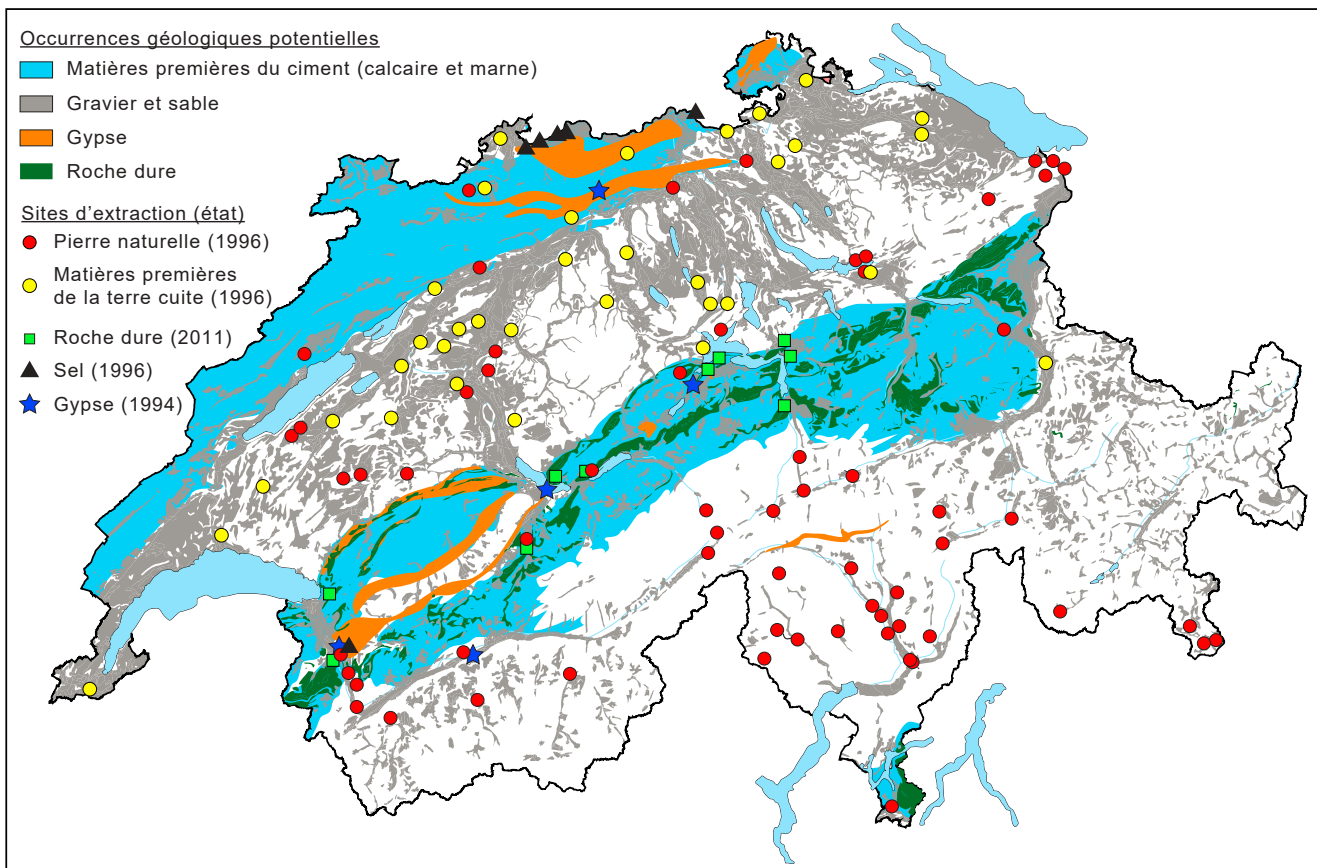 Occurrences géologiques potentielles
Matières premières du ciment (calcaire et marne)
Gravier et sable
Gypse
Roche dure
Sites d'extraction (état)
Pierre naturelle (1996)
Matières premières
de la terre cuite (1996)
Roche dure (2011)
Sel (1996)
Gypse (1994)